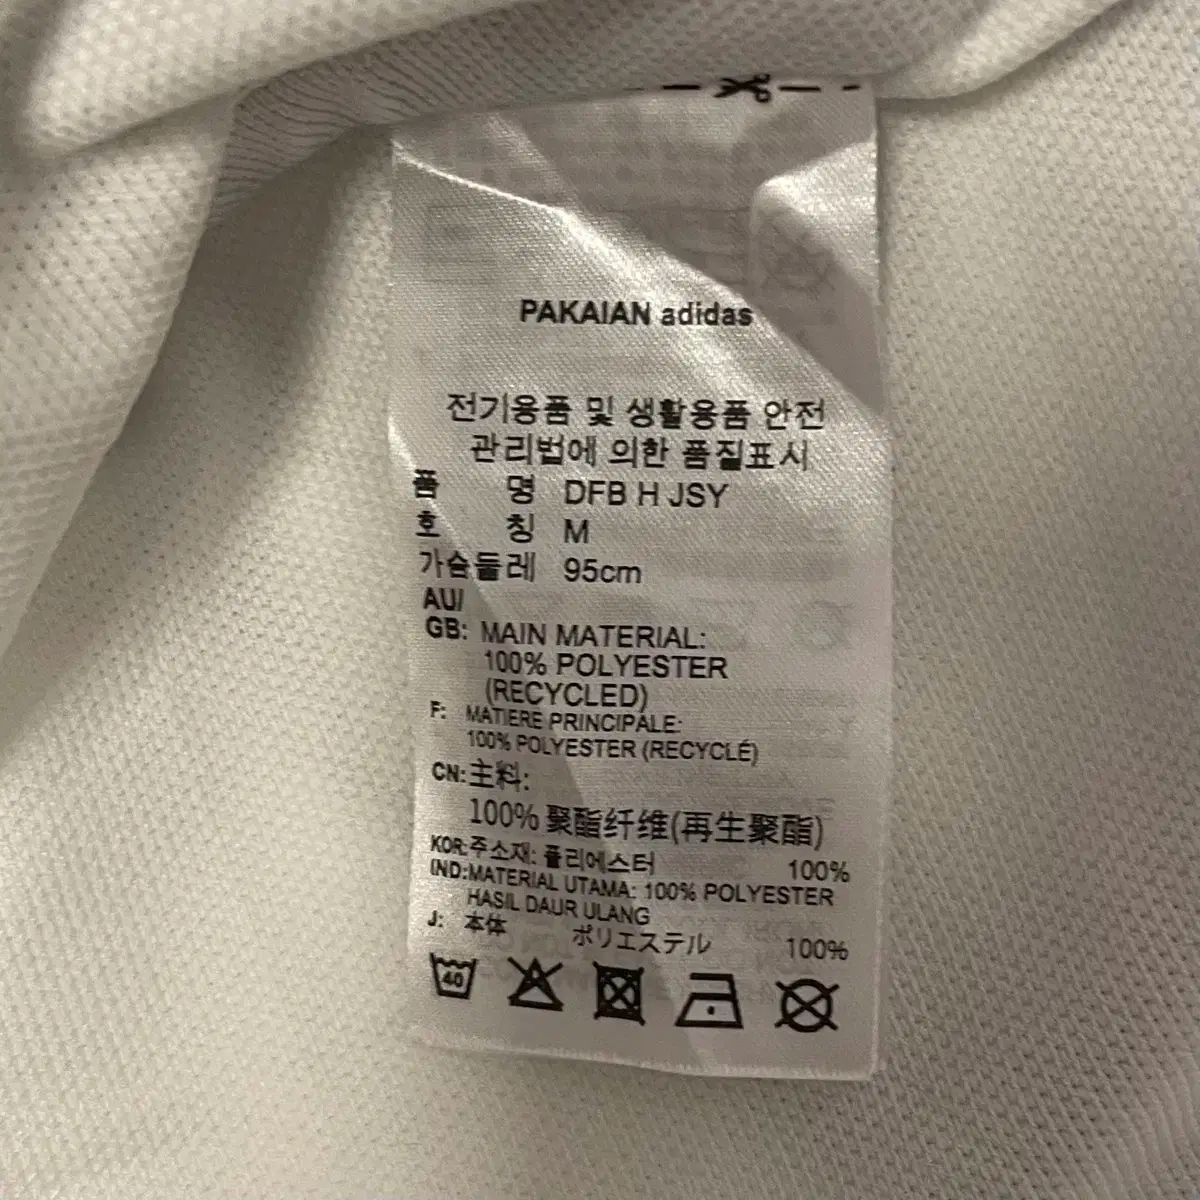 PAKAIAN adidas
전기용품 및 생활용품 안전
관리법에 의한 품질표시
품 명 DFB H JSY
호 칭 M
가슴둘레 95cm
AU/
GB: MAIN MATERIAL:
100% POLYESTER
(RECYCLED)
F: MATIERE PRINCIPALE:
100% POLYESTER (RECYCLÉ)
CN: 主料:
100% 聚酯纤维(再生聚酯)
KOR: 주소재: 폴리에스터 100%
IND: MATERIAL UTAMA: 100% POLYESTER
HASIL DAUR ULANG
J: 本体 ポリエステル 100%
40